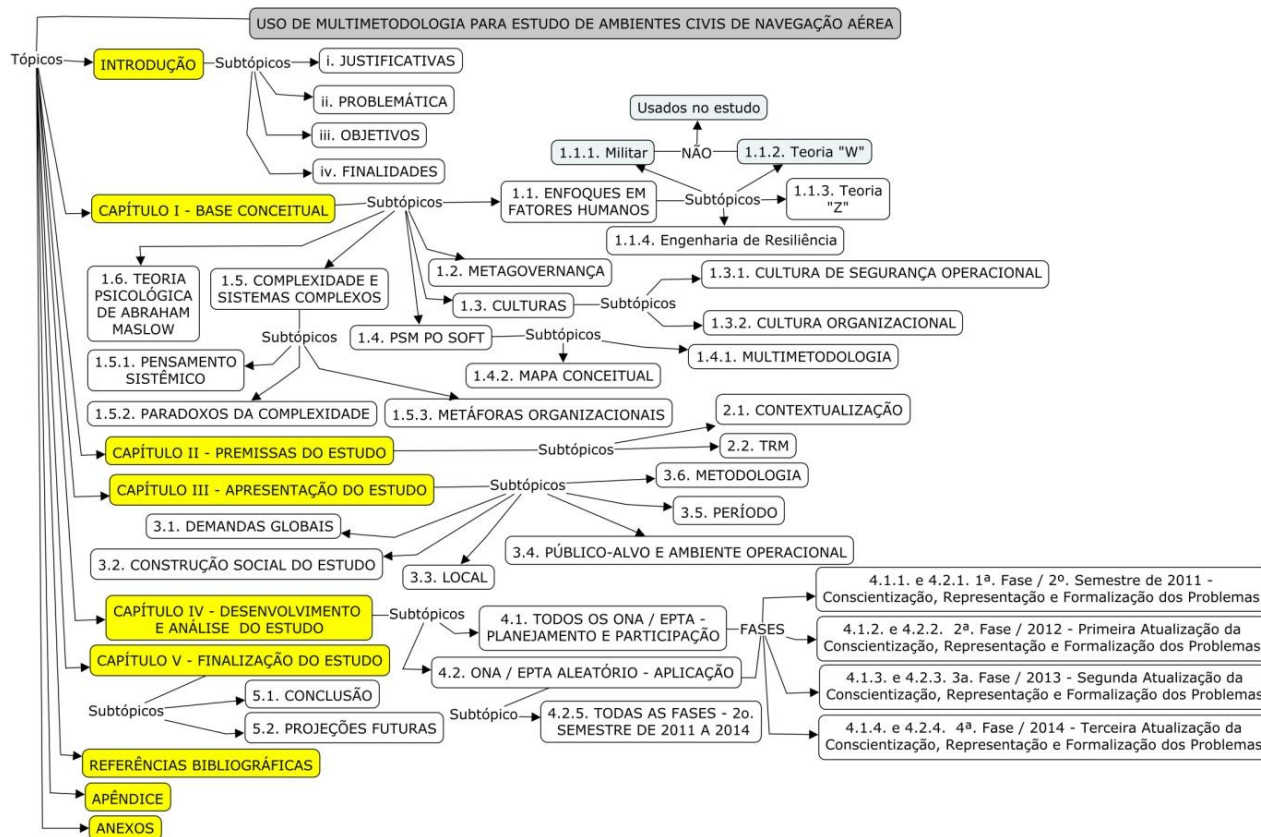 USO DE MULTIMETODOLOGIA PARA ESTUDO DE AMBIENTES CIVIS DE NAVEGAÇÃO AÉREA
Tópicos
INTRODUÇÃO
Subtópicos
i. JUSTIFICATIVAS
ii. PROBLEMÁTICA
iii. OBJETIVOS
iv. FINALIDADES
CAPÍTULO I - BASE CONCEITUAL
Subtópicos
1.1. ENFOQUES EM
FATORES HUMANOS
Subtópicos
Usados no estudo
1.1.1. Militar
NÃO
1.1.2. Teoria "W"
1.1.3. Teoria
"Z"
1.1.4. Engenharia de Resiliência
1.2. METAGOVERNANÇA
1.3. CULTURAS
Subtópicos
1.3.1. CULTURA DE SEGURANÇA OPERACIONAL
1.3.2. CULTURA ORGANIZACIONAL
1.4. PSM PO SOFT
Subtópicos
1.4.1. MULTIMETODOLOGIA
1.4.2. MAPA CONCEITUAL
1.5. COMPLEXIDADE E
SISTEMAS COMPLEXOS
Subtópicos
1.5.1. PENSAMENTO
SISTÊMICO
1.5.2. PARADOXOS DA COMPLEXIDADE
1.5.3. METÁFORAS ORGANIZACIONAIS
1.6. TEORIA
PSICOLÓGICA
DE ABRAHAM
MASLOW
CAPÍTULO II - PREMISSAS DO ESTUDO
Subtópicos
2.1. CONTEXTUALIZAÇÃO
2.2. TRM
CAPÍTULO III - APRESENTAÇÃO DO ESTUDO
Subtópicos
3.6. METODOLOGIA
3.5. PERÍODO
3.4. PÚBLICO-ALVO E AMBIENTE OPERACIONAL
3.1. DEMANDAS GLOBAIS
3.2. CONSTRUÇÃO SOCIAL DO ESTUDO
3.3. LOCAL
CAPÍTULO IV - DESENVOLVIMENTO
E ANÁLISE DO ESTUDO
Subtópicos
4.1. TODOS OS ONA / EPTA -
PLANEJAMENTO E PARTICIPAÇÃO
4.2. ONA / EPTA ALEATÓRIO - APLICAÇÃO
FASES
4.1.1. e 4.2.1. 1ª. Fase / 2º. Semestre de 2011 -
Conscientização, Representação e Formalização dos Problemas
4.1.2. e 4.2.2. 2ª. Fase / 2012 - Primeira Atualização da
Conscientização, Representação e Formalização dos Problemas
4.1.3. e 4.2.3. 3a. Fase / 2013 - Segunda Atualização da
Conscientização, Representação e Formalização dos Problemas
4.1.4. e 4.2.4. 4ª. Fase / 2014 - Terceira Atualização da
Conscientização, Representação e Formalização dos Problemas
Subtópico
4.2.5. TODAS AS FASES - 2o.
SEMESTRE DE 2011 A 2014
CAPÍTULO V - FINALIZAÇÃO DO ESTUDO
Subtópicos
5.1. CONCLUSÃO
5.2. PROJEÇÕES FUTURAS
REFERÊNCIAS BIBLIOGRÁFICAS
APÊNDICE
ANEXOS